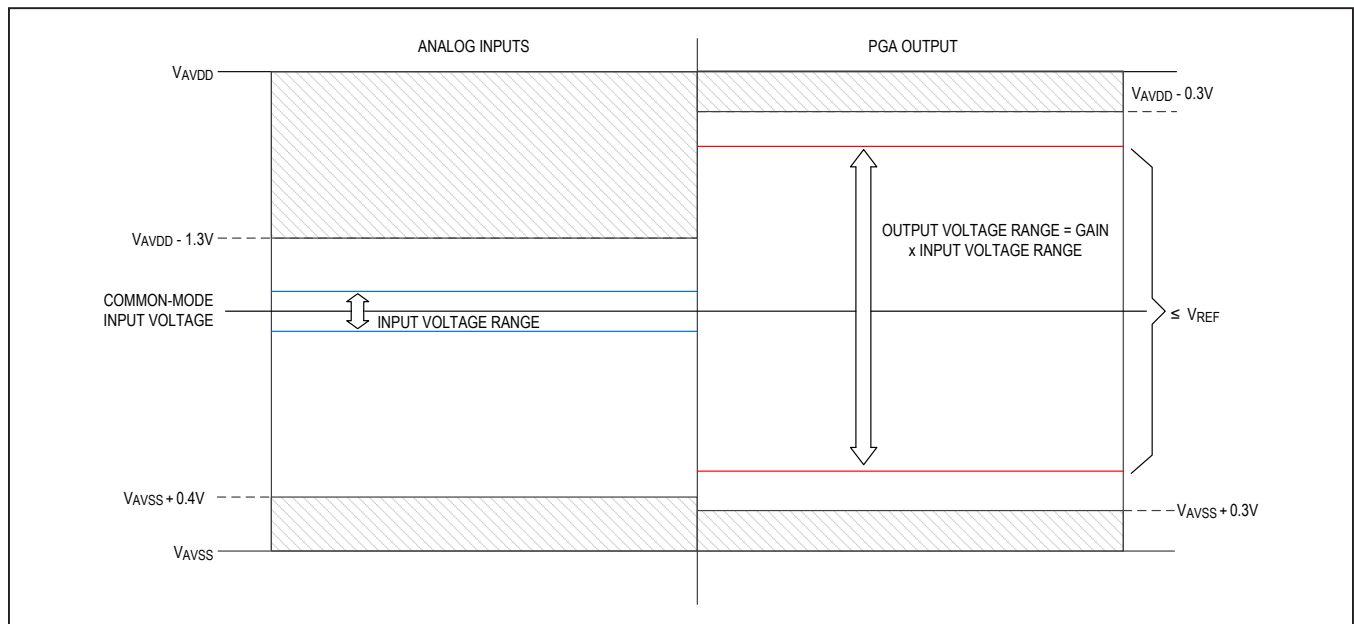 ANALOG INPUTS
PGA OUTPUT
VAVDD
VAVDD - 0.3V
VAVDD - 1.3V
OUTPUT VOLTAGE RANGE = GAIN
x INPUT VOLTAGE RANGE
COMMON-MODE
INPUT VOLTAGE
INPUT VOLTAGE RANGE
≤ VREF
VAVSS + 0.4V
VAVSS + 0.3V
VAVSS